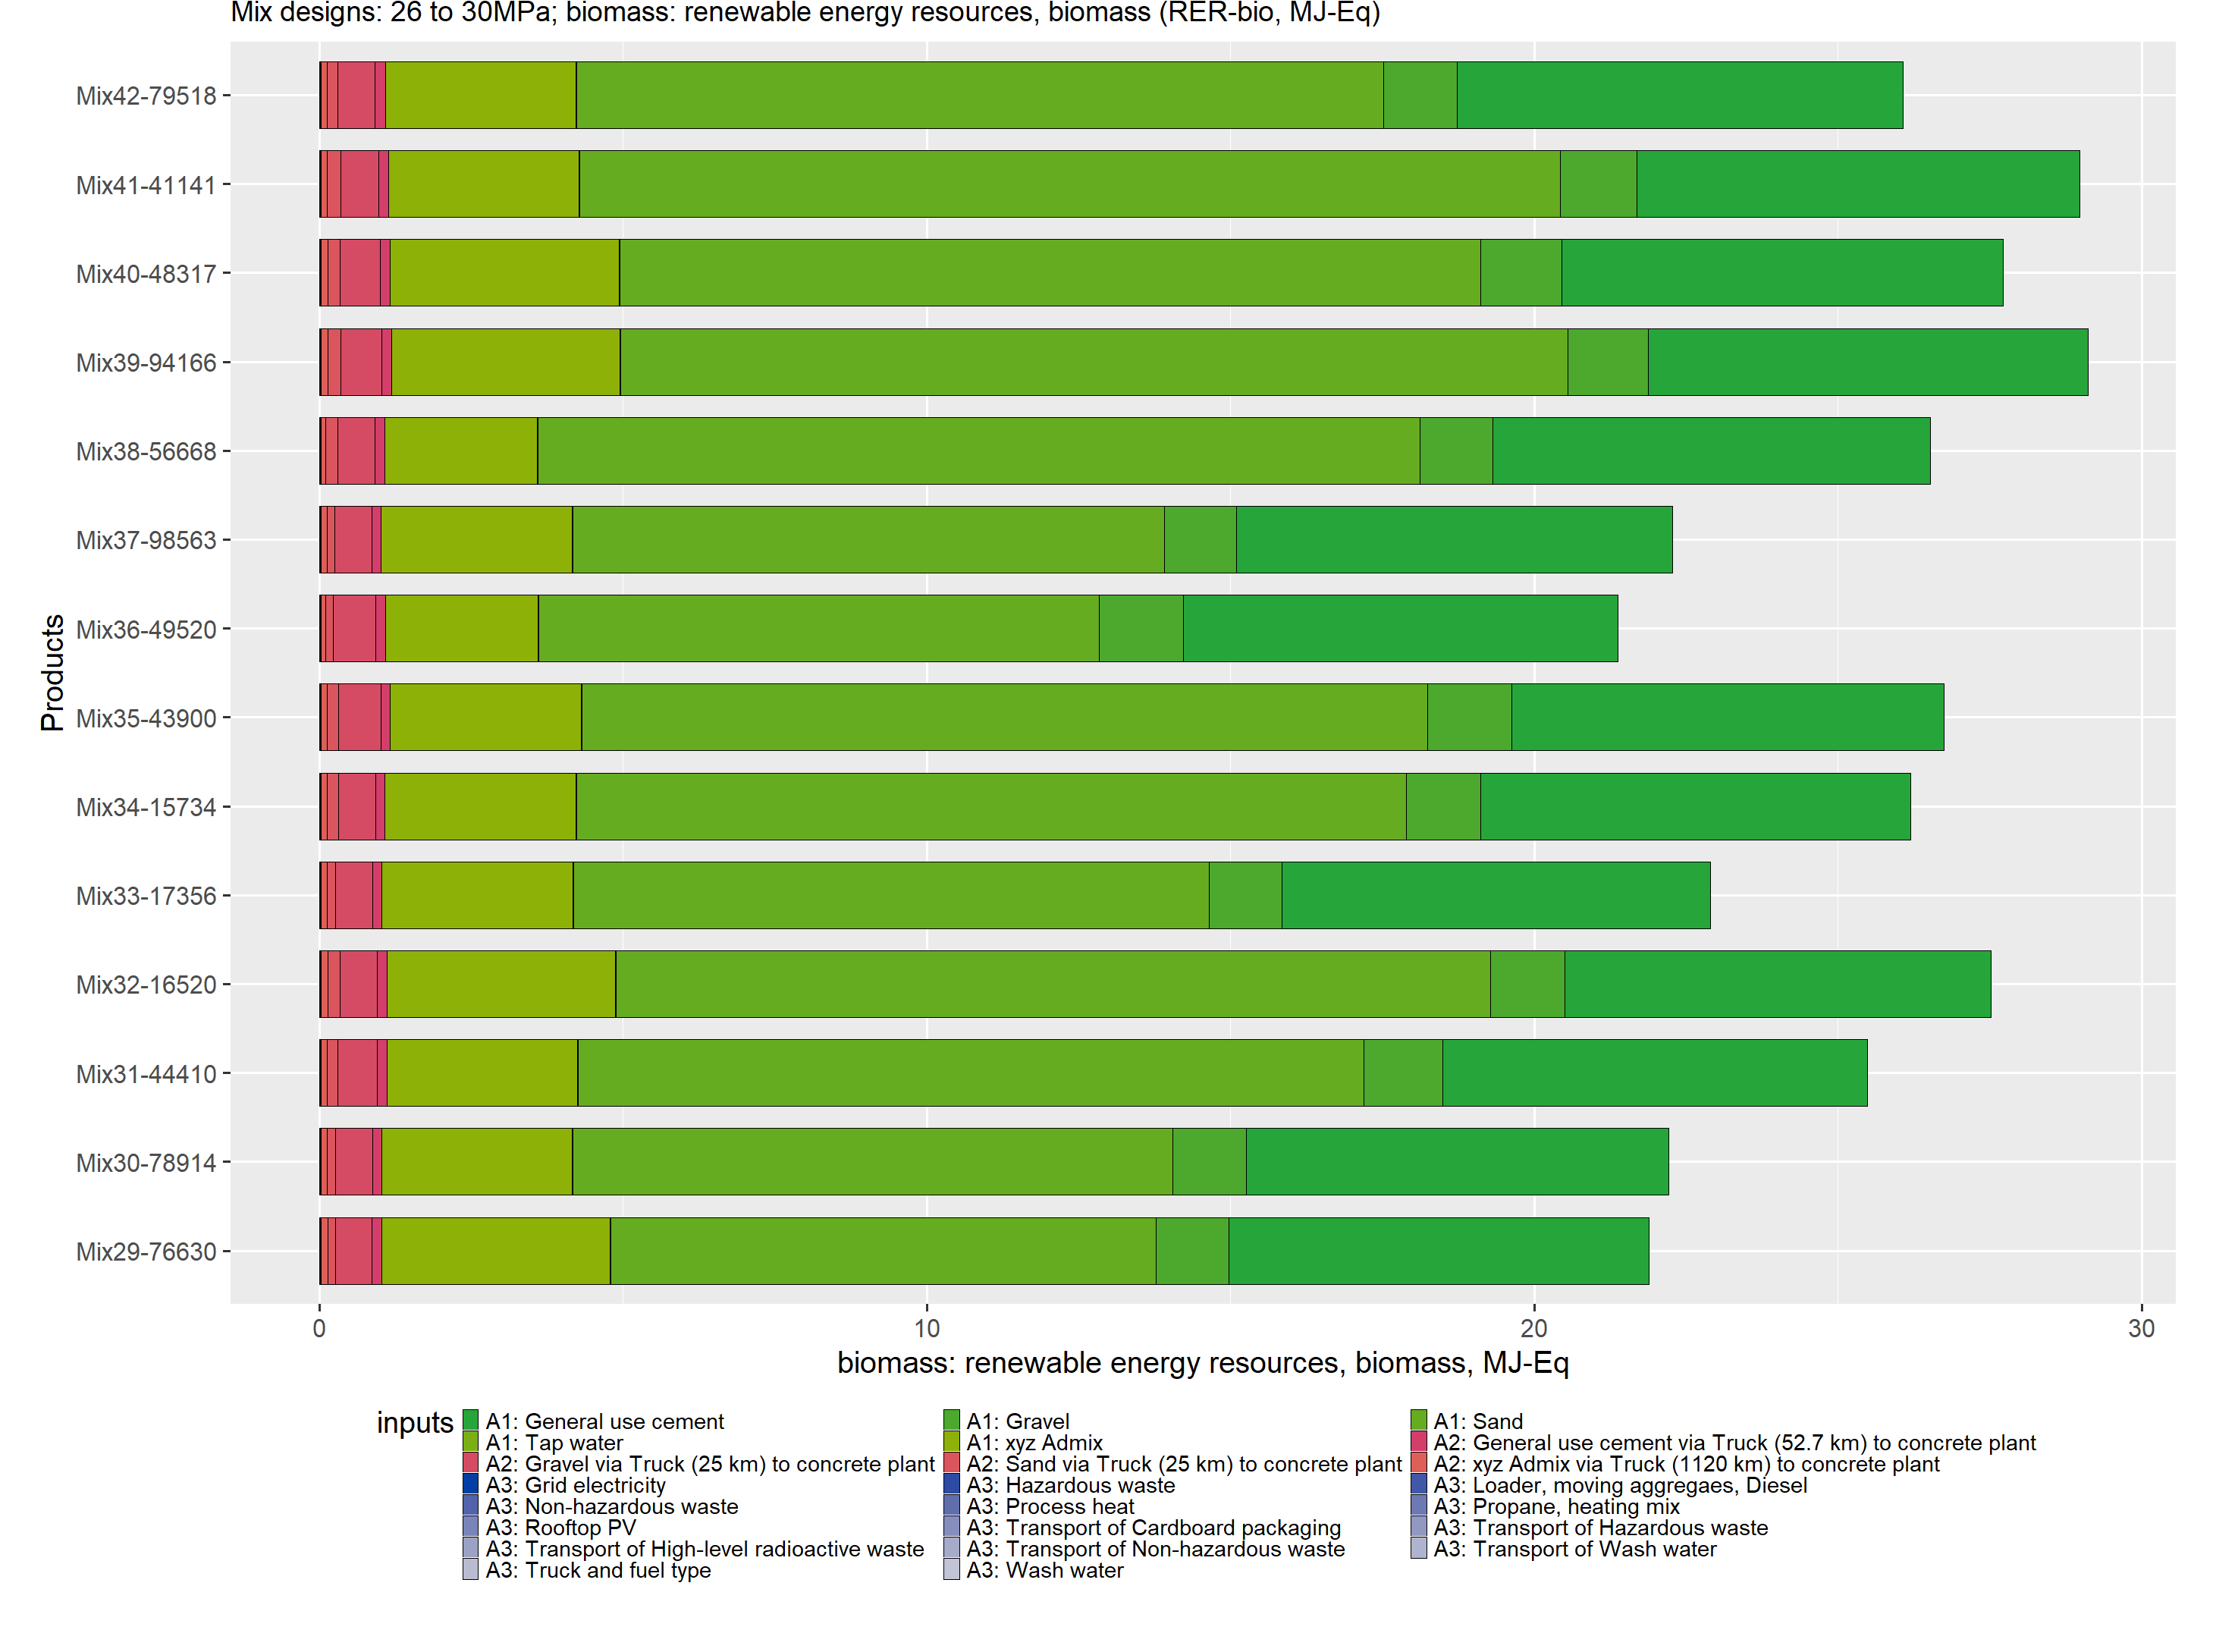 Mix designs: 26 to 30MPa; biomass: renewable energy resources, biomass (RER-bio, MJ-Eq)
Mix42-79518
Mix41-41141
Mix40-48317
Mix39-94166
Mix38-56668
Mix37-98563
Mix36-49520
Mix35-43900
Mix34-15734
Mix33-17356
Mix32-16520
Mix31-44410
Mix30-78914
Mix29-76630
Products
0 10 20 30
biomass: renewable energy resources, biomass, MJ-Eq
inputs
A1: General use cement A1: Gravel A1: Sand
A1: Tap water A1: xyz Admix A2: General use cement via Truck (52.7 km) to concrete plant
A2: Gravel via Truck (25 km) to concrete plant A2: Sand via Truck (25 km) to concrete plant A2: xyz Admix via Truck (1120 km) to concrete plant
A3: Grid electricity A3: Hazardous waste A3: Loader, moving aggregaes, Diesel
A3: Non-hazardous waste A3: Process heat A3: Propane, heating mix
A3: Rooftop PV A3: Transport of Cardboard packaging A3: Transport of Hazardous waste
A3: Transport of High-level radioactive waste A3: Transport of Non-hazardous waste A3: Transport of Wash water
A3: Truck and fuel type A3: Wash water